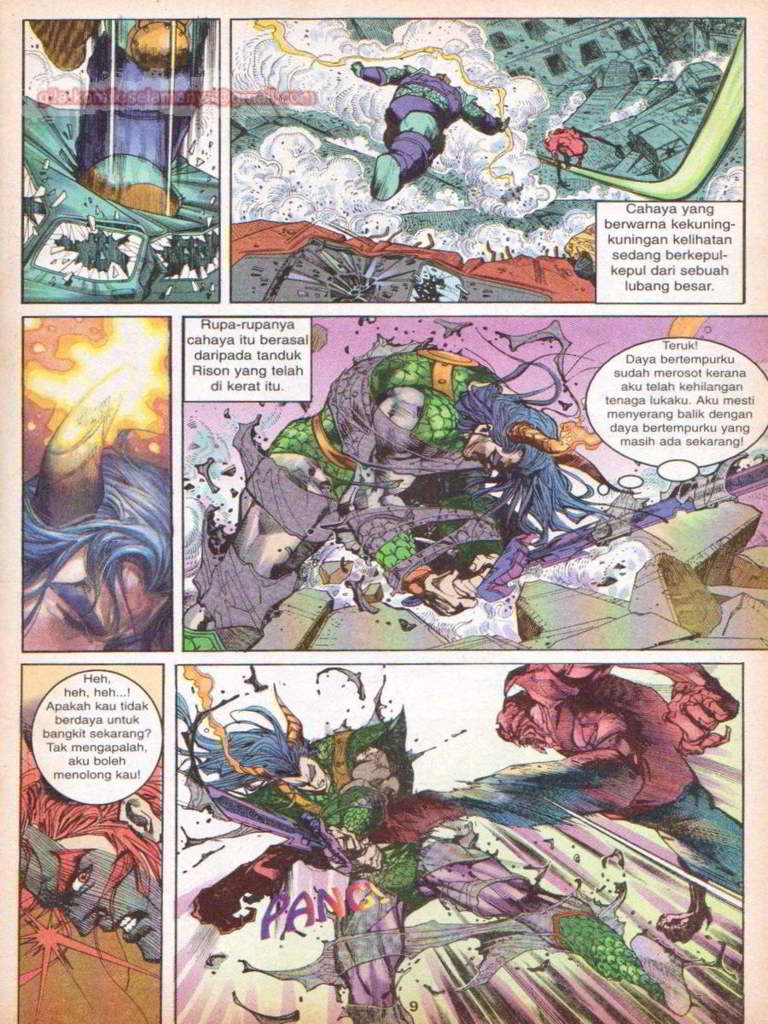 Cahaya yang
berwarna kekuning-
kuningan kelihatan
sedang berkepul-
kepul dari sebuah
lubang besar.
Rupa-rupanya
cahaya itu berasal
daripada tanduk
Rison yang telah
di kerat itu.
Teruk!
Daya bertempurku
sudah merosot kerana
aku telah kehilangan
tenaga lukaku. Aku mesti
menyerang balik dengan
daya bertempurku yang
masih ada sekarang!
Heh,
heh, heh...!
Apakah kau tidak
berdaya untuk
bangkit sekarang?
Tak mengapalah,
aku boleh
menolong kau!
PANG!
9